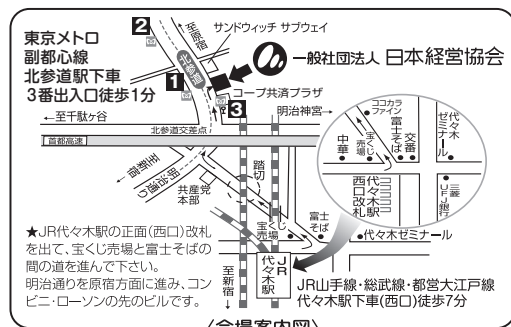 東京メトロ
副都心線
北参道駅下車
3番出入口徒歩1分
2
至原宿
サンドウィッチ サブウェイ
一般社団法人 日本経営協会
北参道
1
コープ共済プラザ
3
明治神宮→
←至千駄ヶ谷
北参道交差点
首都高速
至新宿
明治通り
共産党
本部
踏切
ココカラ
ファイン
中華
宝くじ
売場
富士そば
交番
代々木
ゼミナール
代々木駅
西口改札
三菱
UFJ銀行
★JR代々木駅の正面(西口)改札
を出て、宝くじ売場と富士そばの
間の道を進んで下さい。
明治通りを原宿方面に進み、コン
ビニ・ローソンの先のビルです。
宝くじ
売場
富士
そば
代々木ゼミナール
至新宿
↓
JR
代々木駅
JR山手線・総武線・都営大江戸線
代々木駅下車(西口)徒歩7分
〈会場案内図〉